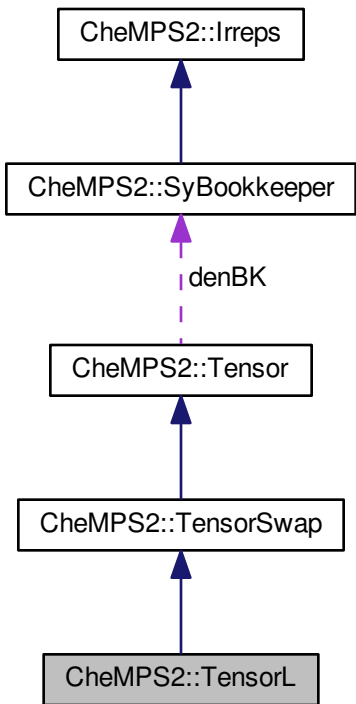 CheMPS2::Irreps
CheMPS2::SyBookkeeper
denBK
CheMPS2::Tensor
CheMPS2::TensorSwap
CheMPS2::TensorL